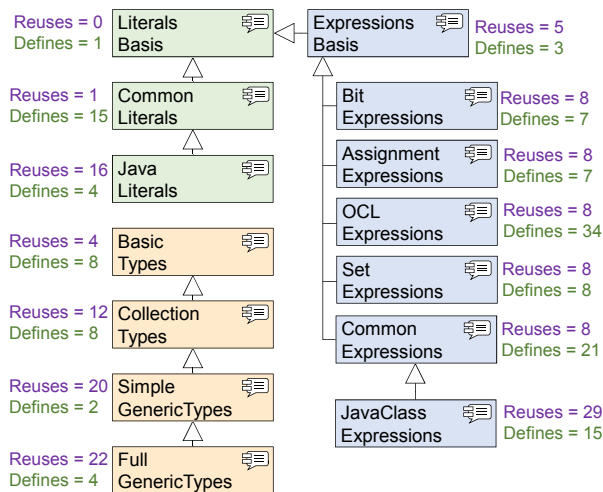 Reuses = 0
Defines = 1
Literals
Basis
Expressions
Basis
Reuses = 5
Defines = 3
Reuses = 1
Defines = 15
Common
Literals
Bit
Expressions
Reuses = 8
Defines = 7
Reuses = 16
Defines = 4
Java
Literals
Assignment
Expressions
Reuses = 8
Defines = 7
Reuses = 4
Defines = 8
Basic
Types
OCL
Expressions
Reuses = 8
Defines = 34
Reuses = 12
Defines = 8
Collection
Types
Set
Expressions
Reuses = 8
Defines = 8
Common
Expressions
Reuses = 8
Defines = 21
Reuses = 20
Defines = 2
Simple
GenericTypes
JavaClass
Expressions
Reuses = 29
Defines = 15
Reuses = 22
Defines = 4
Full
GenericTypes